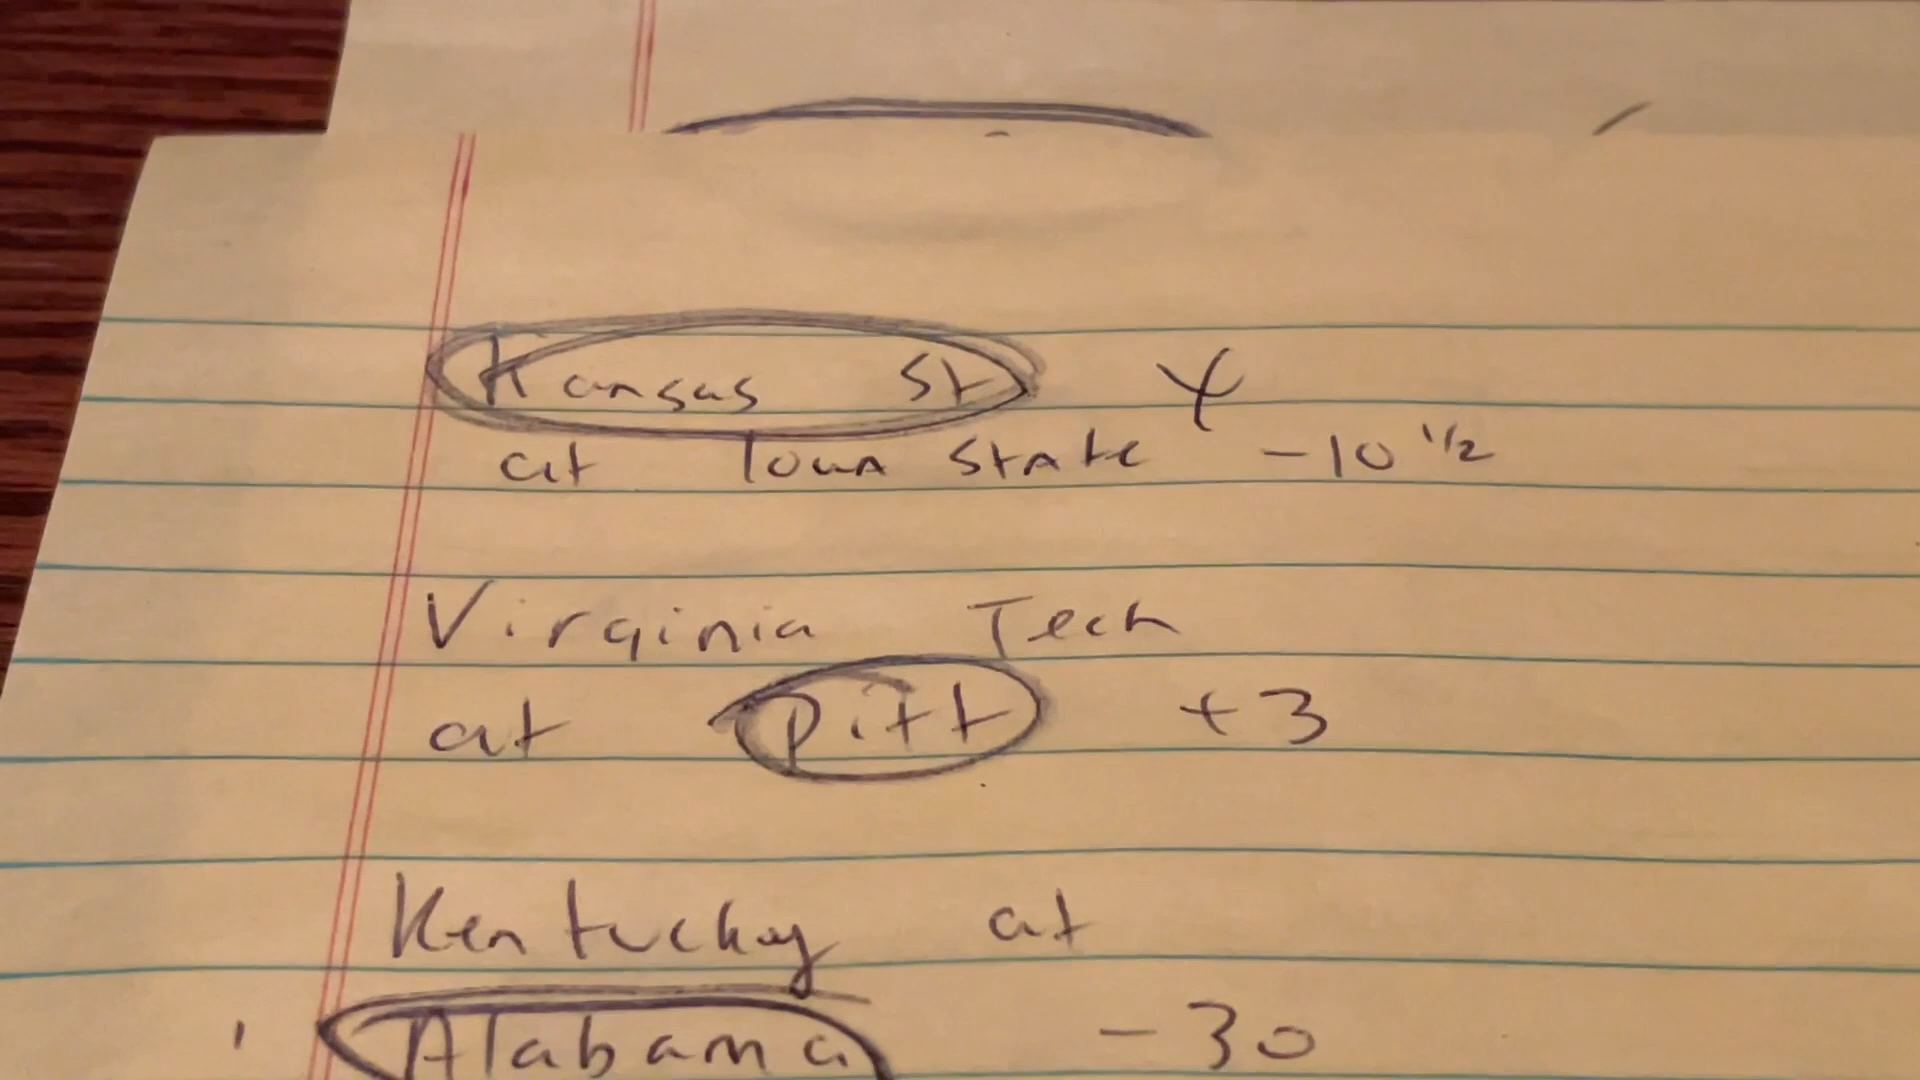 Kansas St
at Iowa State -10 1/2
Virginia Tech
at Pitt +3
Kentucky at
Alabama -30